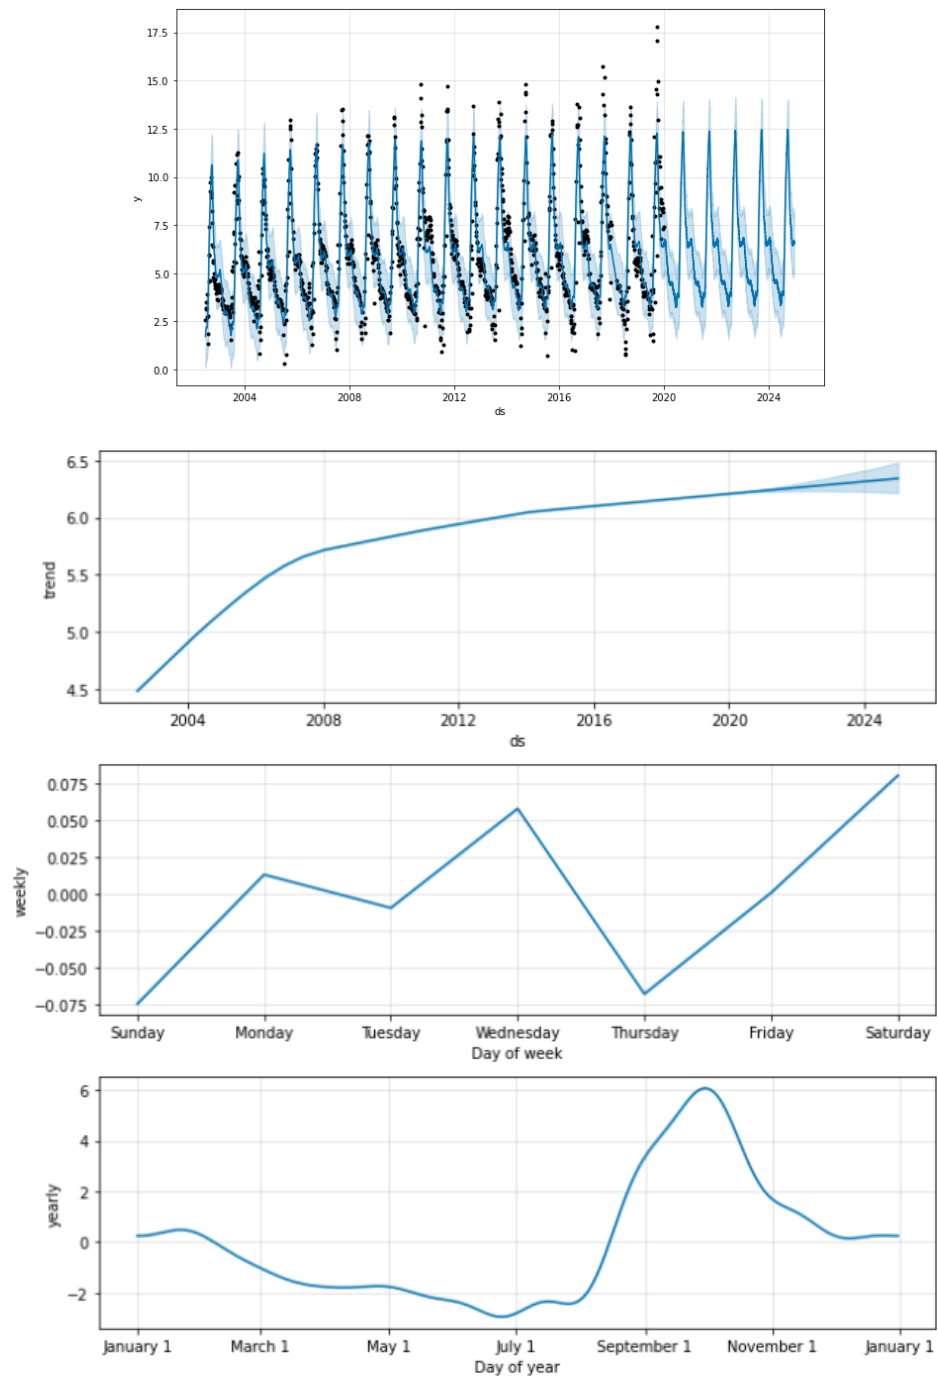 17.5
15.0
12.5
10.0
7.5
5.0
2.5
0.0
y
2004 2008 2012 2016 2020 2024
ds
6.5
6.0
5.5
5.0
4.5
trend
2004 2008 2012 2016 2020 2024
ds
0.075
0.050
0.025
0.000
−0.025
−0.050
−0.075
weekly
Sunday Monday Tuesday Wednesday Thursday Friday Saturday
Day of week
6
4
2
0
−2
yearly
January 1 March 1 May 1 July 1 September 1 November 1 January 1
Day of year